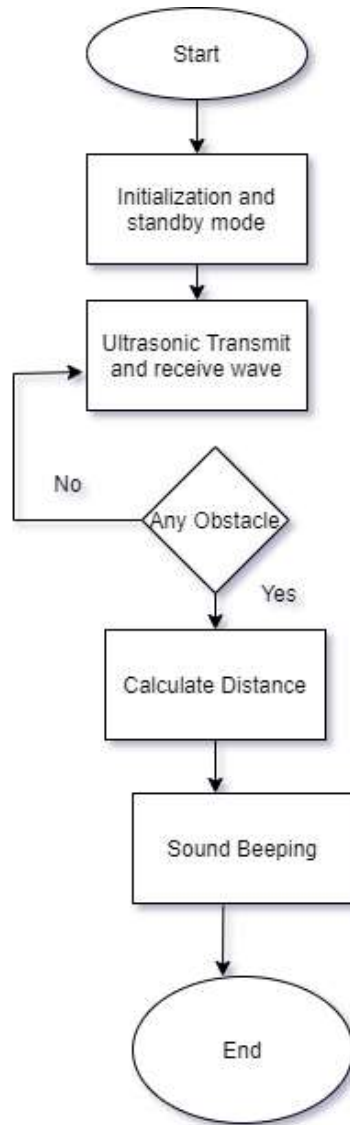 Start
Initialization and
standby mode
Ultrasonic Transmit
and receive wave
No
Any Obstacle
Yes
Calculate Distance
Sound Beeping
End